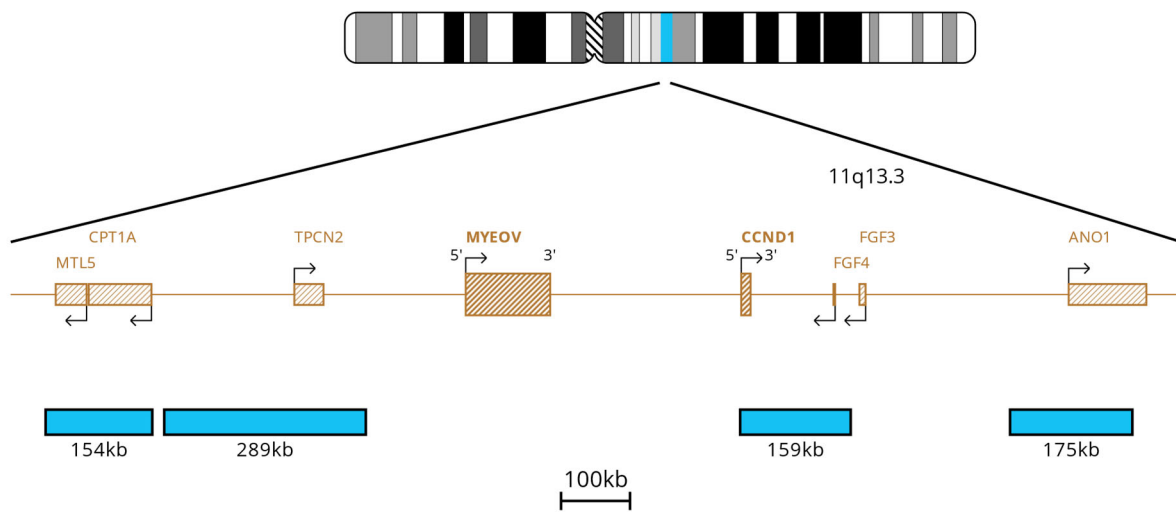 11q13.3
CPT1A TPCN2 MYEOV CCND1 FGF3 ANO1
5' 3' 5' 3'
MTL5 FGF4
154kb 289kb 159kb 175kb
100kb